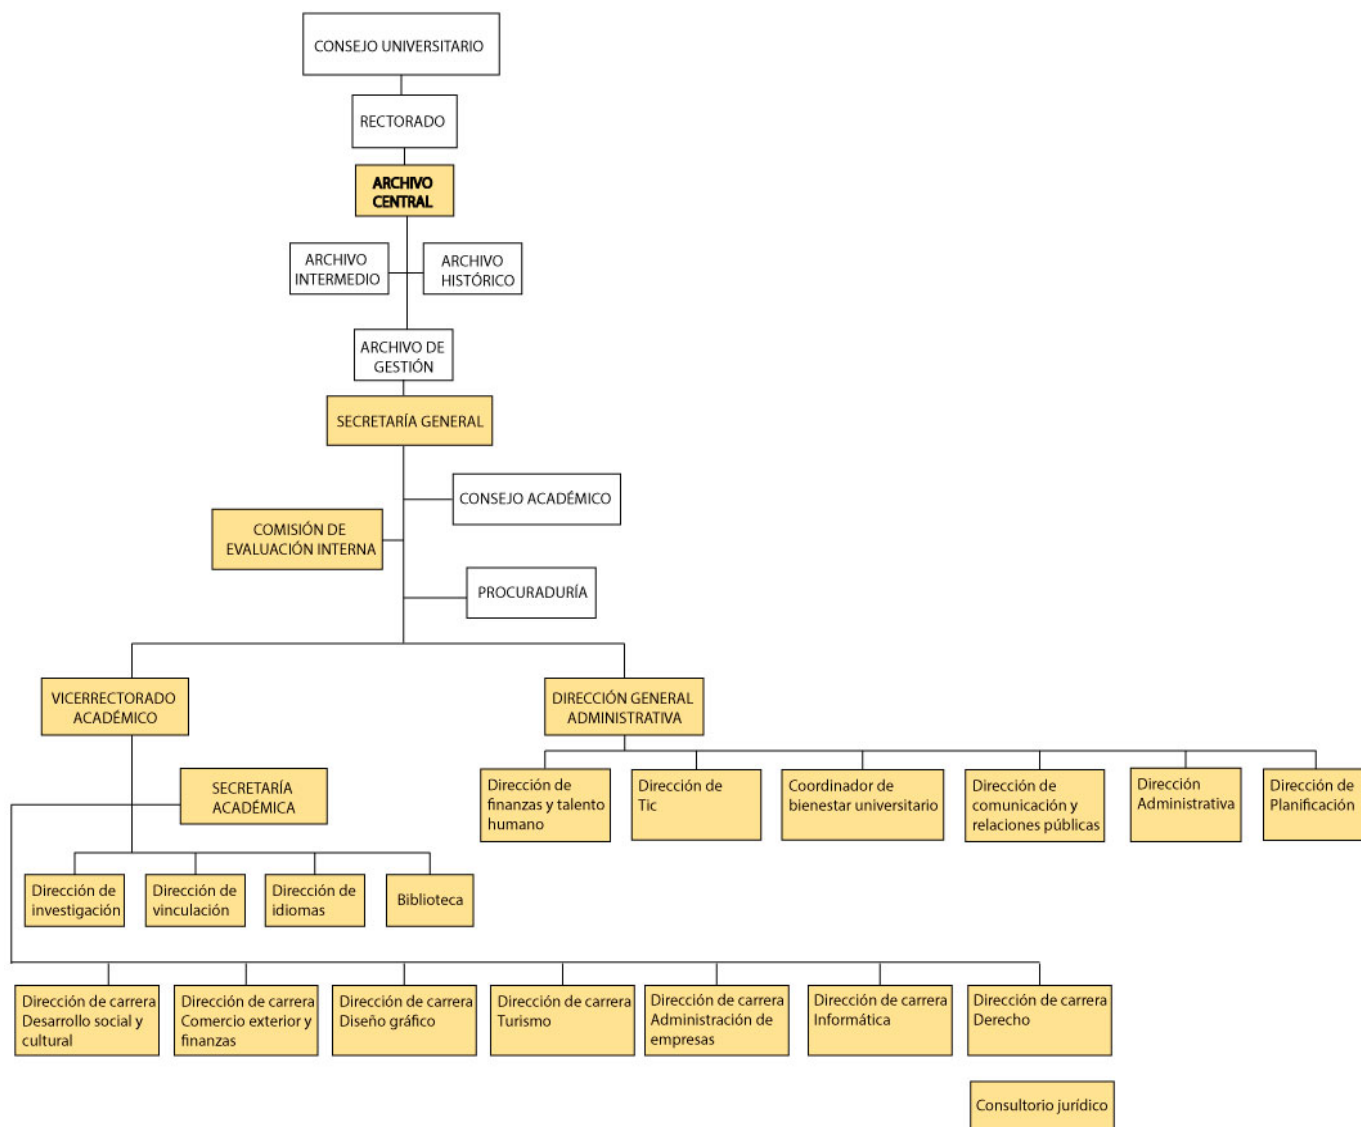 CONSEJO UNIVERSITARIO
RECTORADO
ARCHIVO
CENTRAL
ARCHIVO
INTERMEDIO
ARCHIVO
HISTÓRICO
ARCHIVO DE
GESTIÓN
SECRETARÍA GENERAL
CONSEJO ACADÉMICO
COMISIÓN DE
EVALUACIÓN INTERNA
PROCURADURÍA
VICERRECTORADO
ACADÉMICO
DIRECCIÓN GENERAL
ADMINISTRATIVA
SECRETARÍA
ACADÉMICA
Dirección de
finanzas y talento
humano
Dirección de
Tic
Coordinador de
bienestar universitario
Dirección de
comunicación y
relaciones públicas
Dirección
Administrativa
Dirección de
Planificación
Dirección de
investigación
Dirección de
vinculación
Dirección de
idiomas
Biblioteca
Dirección de carrera
Desarrollo social y
cultural
Dirección de carrera
Comercio exterior y
finanzas
Dirección de carrera
Diseño gráfico
Dirección de carrera
Turismo
Dirección de carrera
Administración de
empresas
Dirección de carrera
Informática
Dirección de carrera
Derecho
Consultorio jurídico